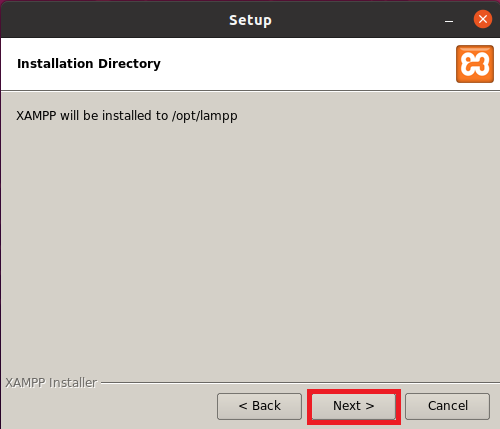 Setup
Installation Directory
XAMPP will be installed to /opt/lampp
XAMPP Installer
< Back
Next >
Cancel